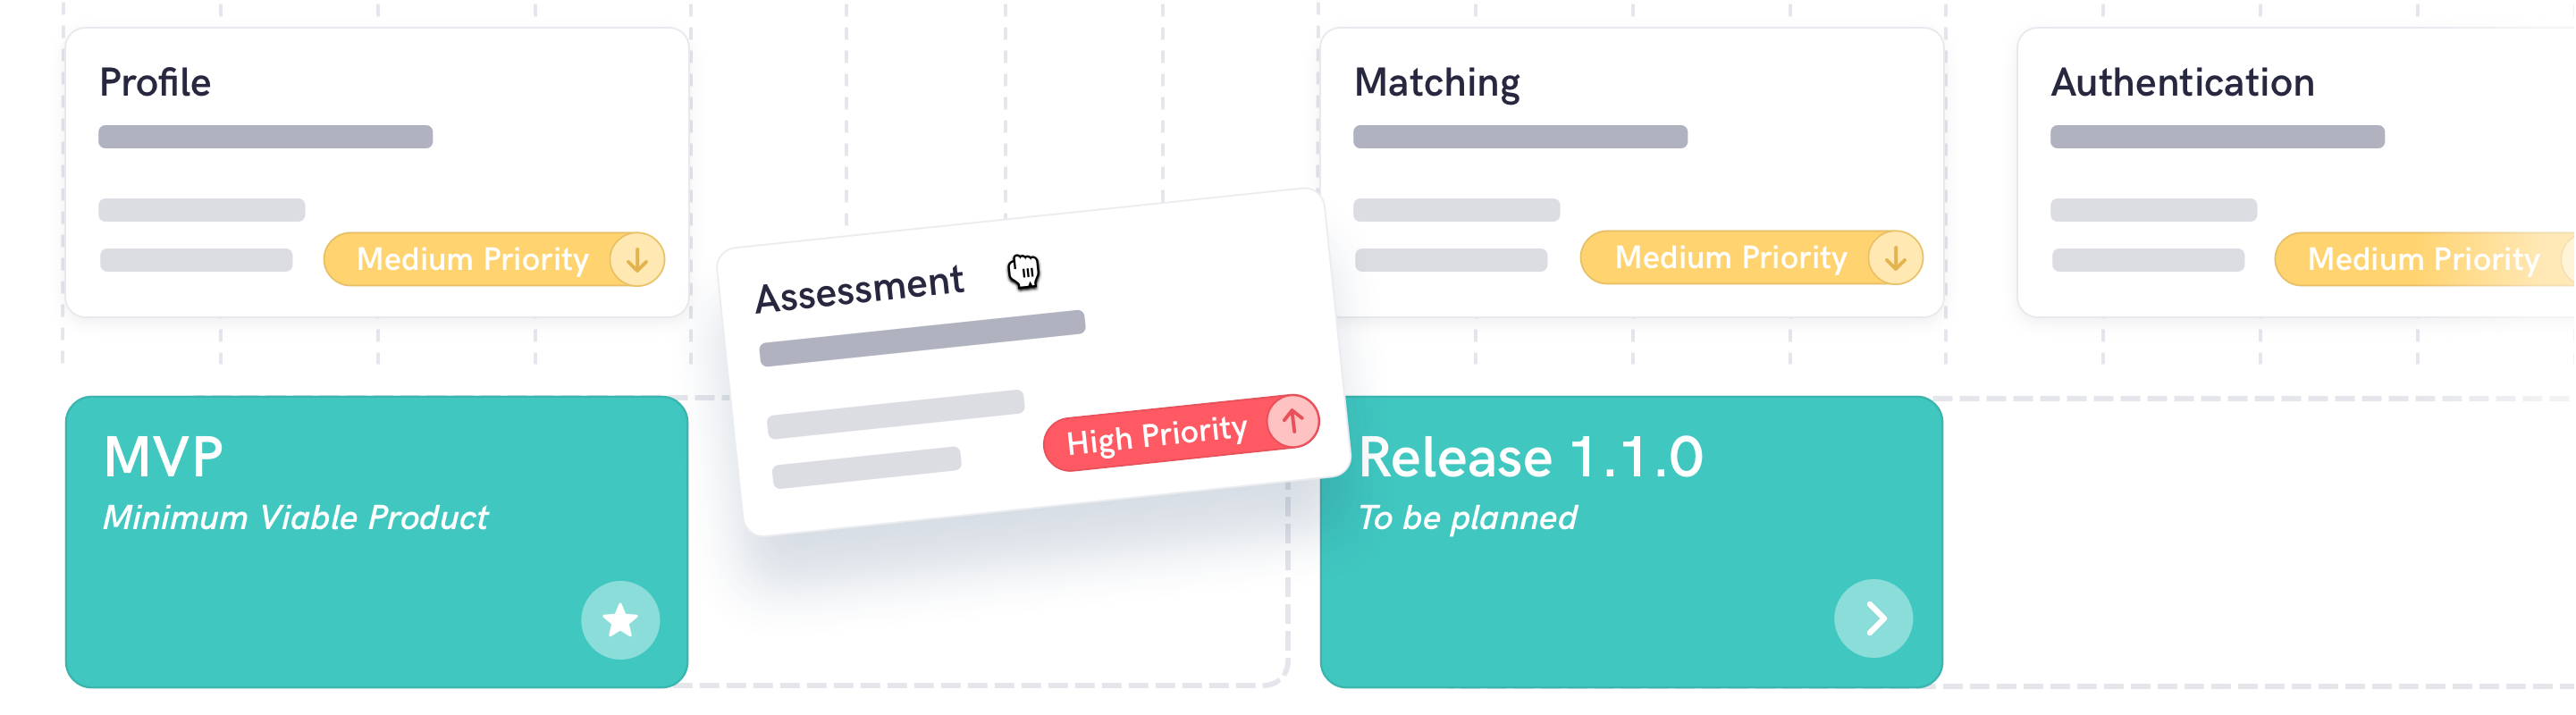 Profile
Medium Priority
Assessment
High Priority
Matching
Medium Priority
Authentication
Medium Priority
MVP
Minimum Viable Product
Release 1.1.0
To be planned